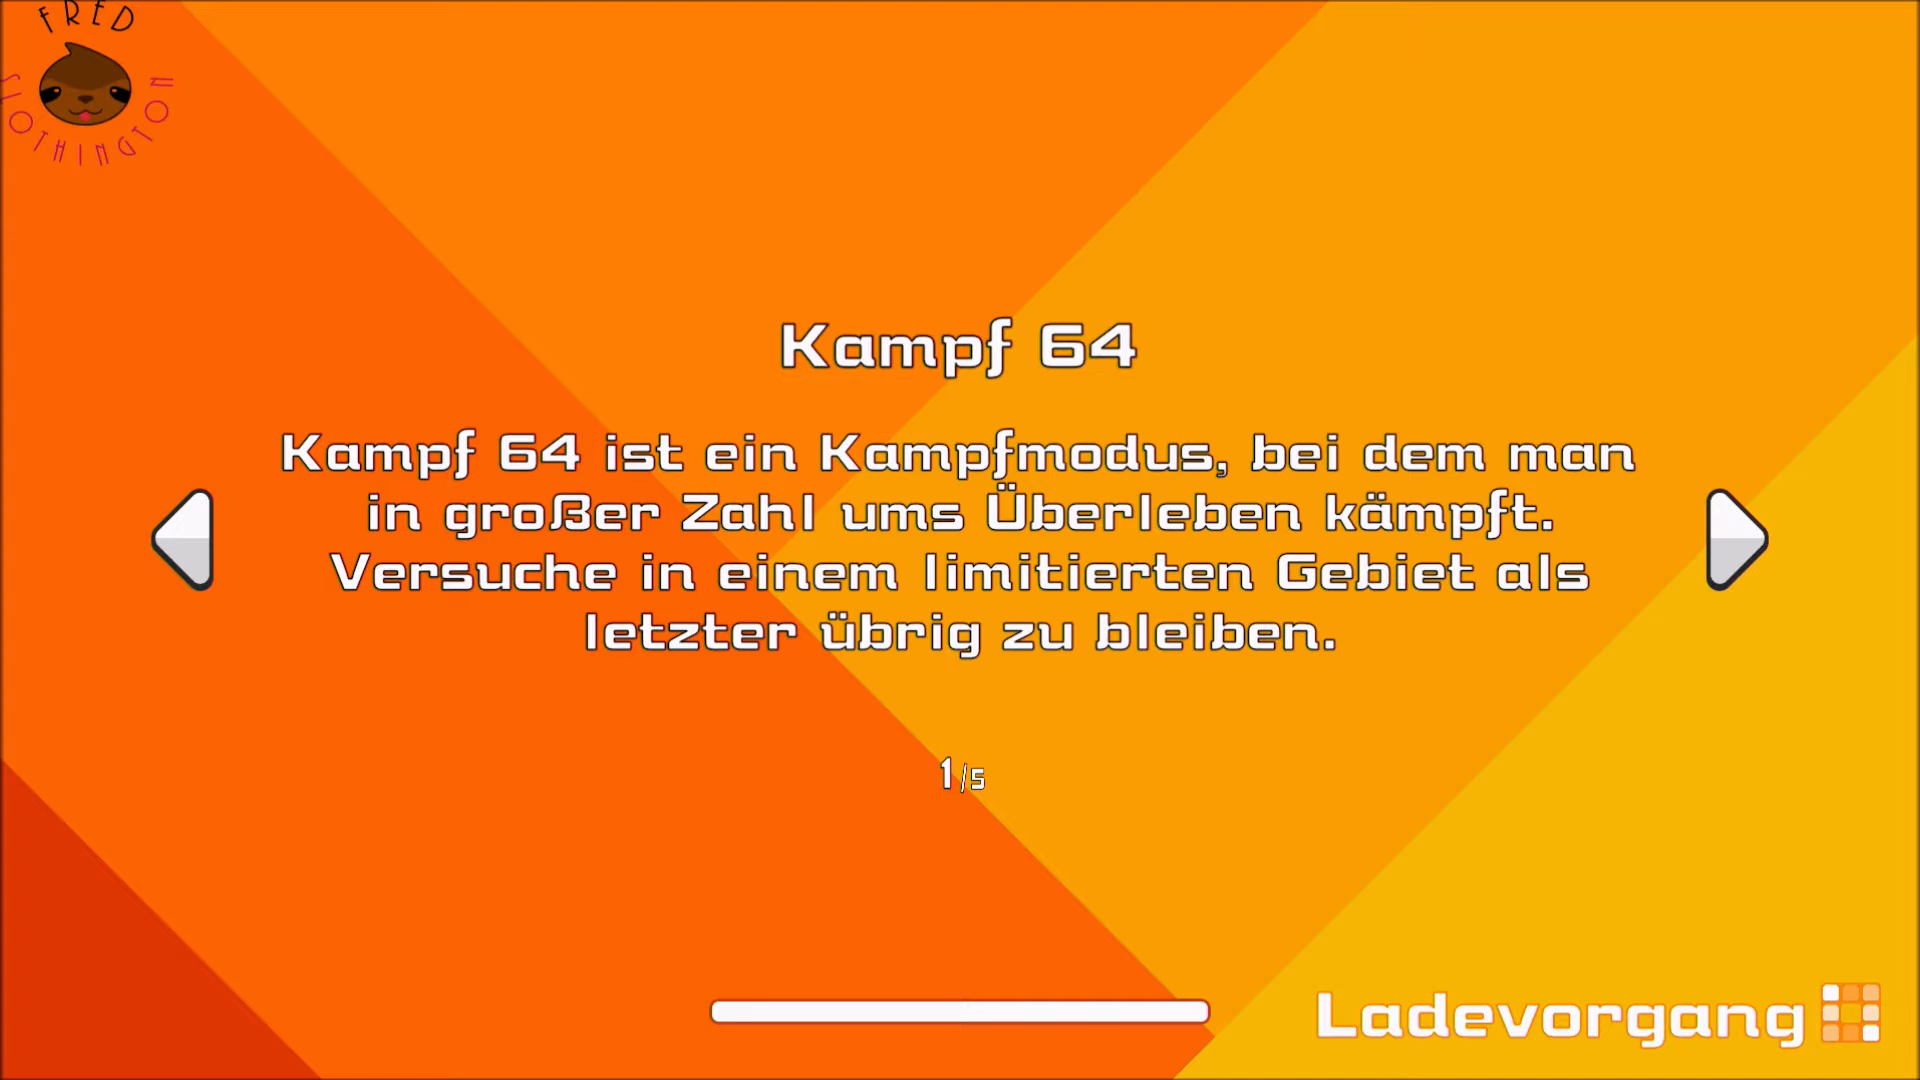 FRED
SLOTHINGTON
Kampf 64
Kampf 64 ist ein Kampfmodus, bei dem man
in großer Zahl ums Überleben kämpft.
Versuche in einem limitierten Gebiet als
letzter übrig zu bleiben.
1/5
Ladevorgang